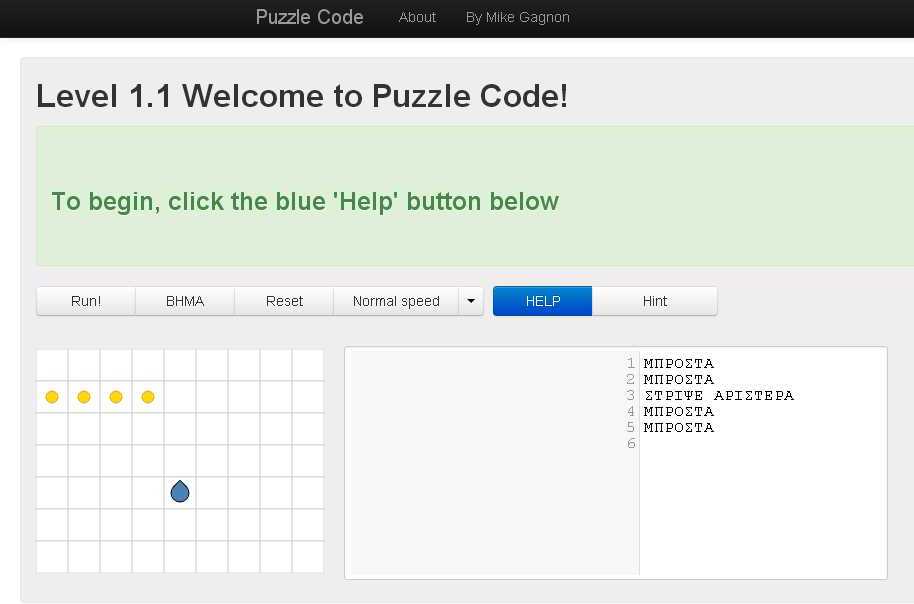 Puzzle Code About By Mike Gagnon
Level 1.1 Welcome to Puzzle Code!
To begin, click the blue 'Help' button below
Run! ΒΗΜΑ Reset Normal speed HELP Hint
1 ΜΠΡΟΣΤΑ
2 ΜΠΡΟΣΤΑ
3 ΣΤΡΙΨΕ ΑΡΙΣΤΕΡΑ
4 ΜΠΡΟΣΤΑ
5 ΜΠΡΟΣΤΑ
6